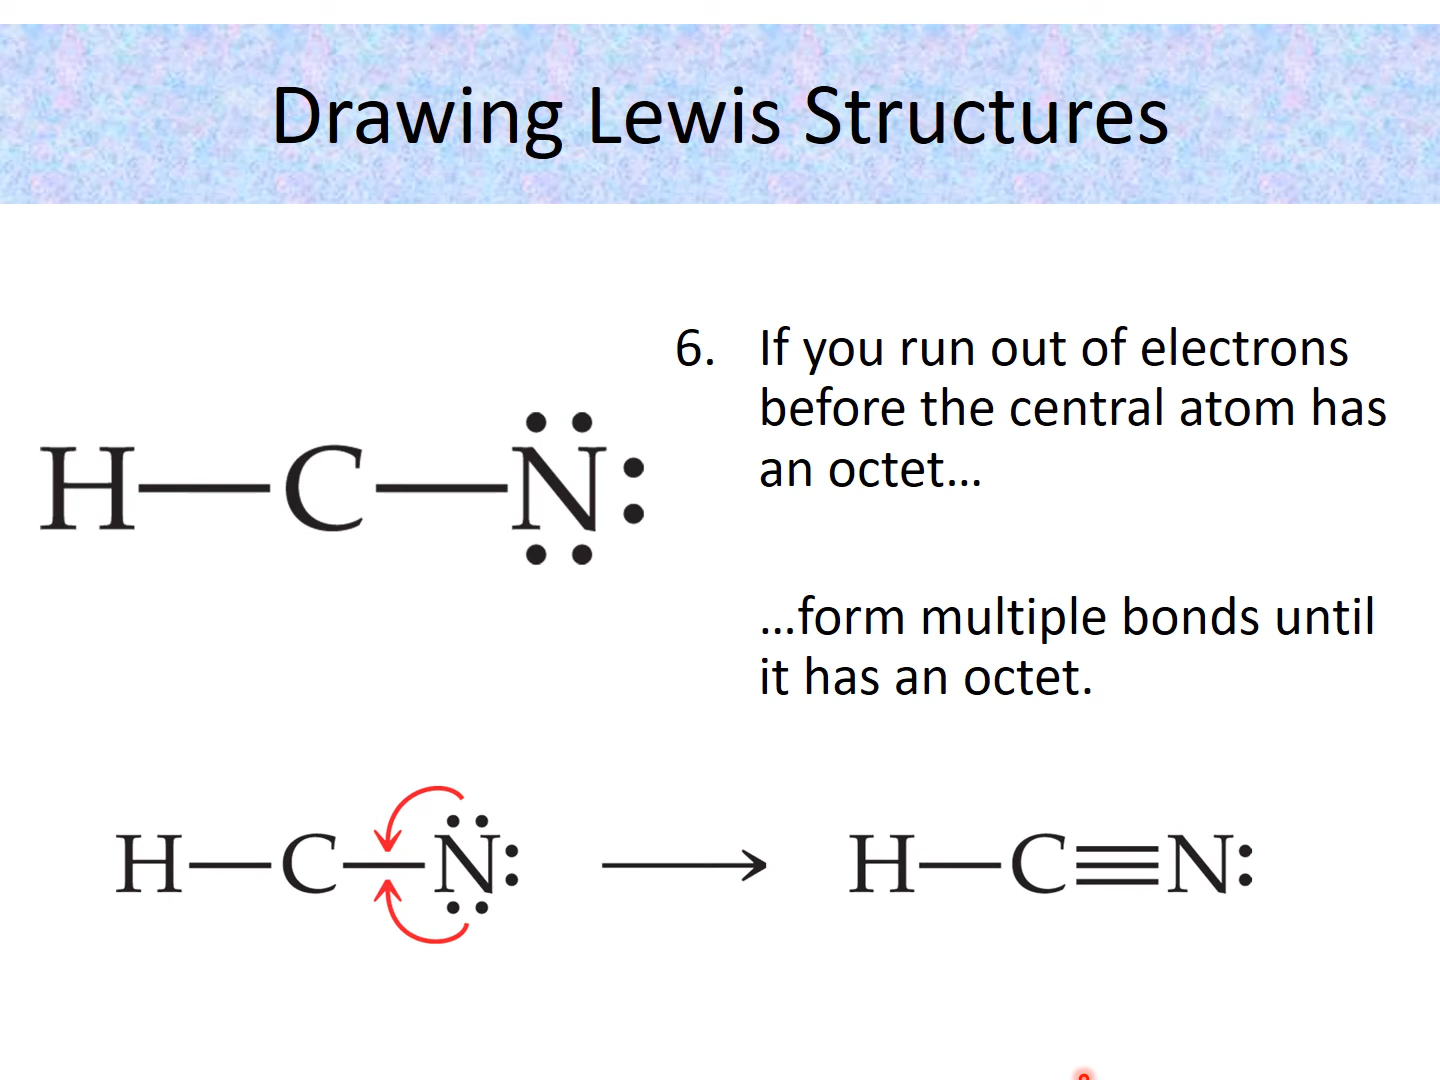 Drawing Lewis Structures
6. If you run out of electrons
before the central atom has
an octet…
H—C—N:
…form multiple bonds until
it has an octet.
H—C—N: ⟶ H—C≡N: